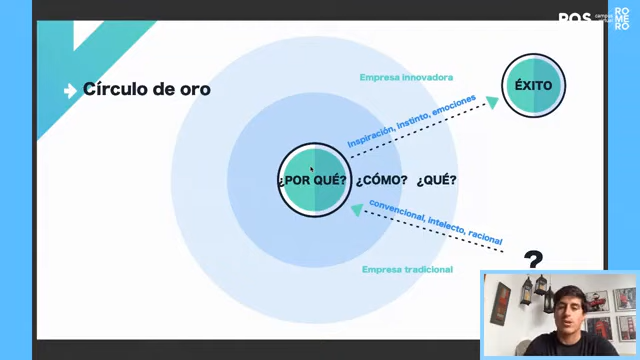 ROMERO
Círculo de oro
Empresa innovadora
ÉXITO
Inspiración, instinto, emociones
¿POR QUÉ?
¿CÓMO?
¿QUÉ?
convencional, intelecto, racional
?
Empresa tradicional